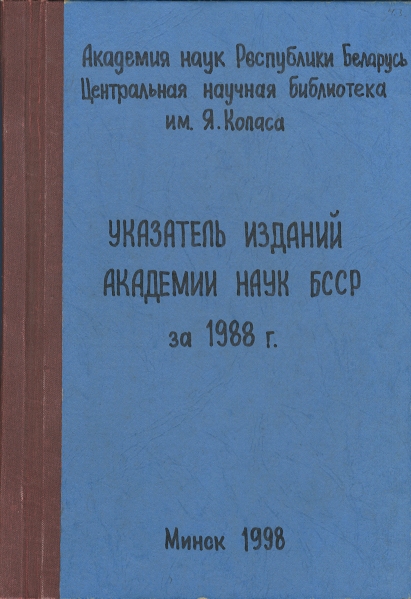 Академия наук Республики Беларусь
Центральная научная библиотека
им. Я. Коласа
УКАЗАТЕЛЬ ИЗДАНИЙ
АКАДЕМИИ НАУК БССР
за 1988 г.
Минск 1998